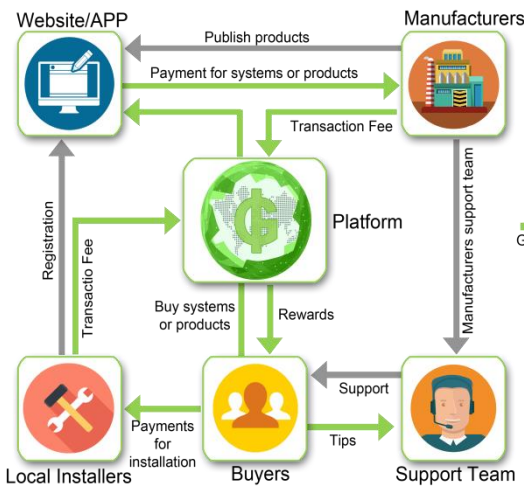 Website/APP
Manufacturers
Publish products
Payment for systems or products
Transaction Fee
Platform
Registration
Transactio Fee
Manufacturers support team
G
Buy systems
or products
Rewards
Support
Payments
for
installation
Tips
Local Installers
Buyers
Support Team